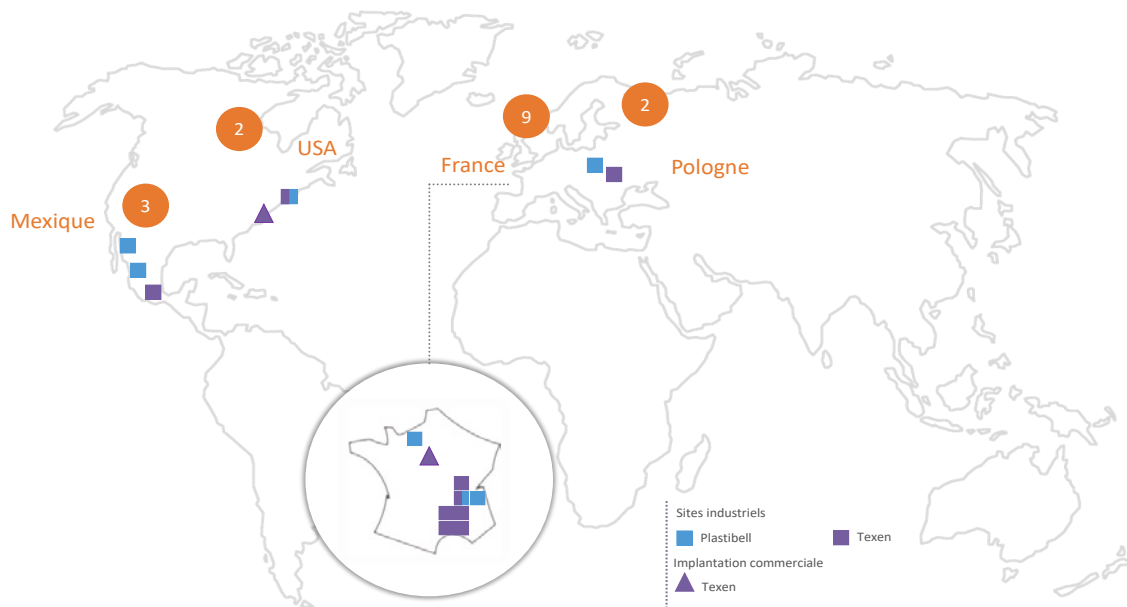 2
9
2
USA
France
Pologne
3
Mexique
Sites industriels
Plastibell
Texen
Implantation commerciale
Texen